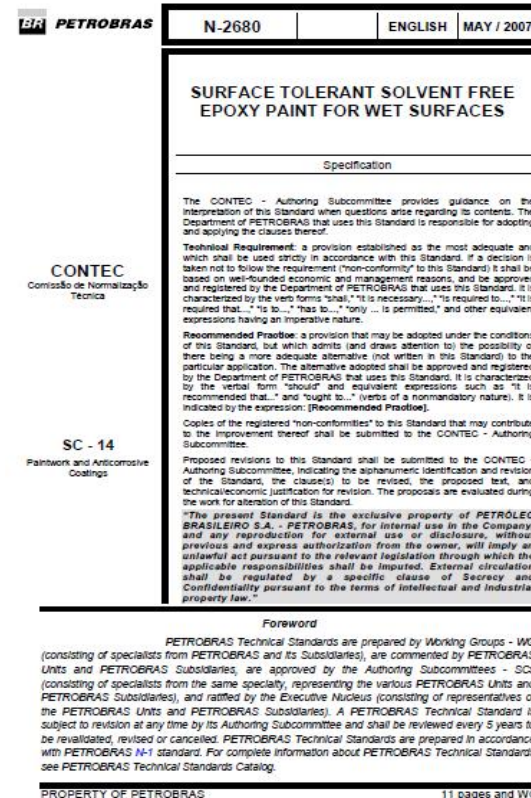 BR PETROBRAS
N-2680
ENGLISH
MAY / 2007
SURFACE TOLERANT SOLVENT FREE
EPOXY PAINT FOR WET SURFACES
Specification
The CONTEC - Authoring Subcommittee provides guidance on the
interpretation of this Standard when questions arise regarding its contents. The
Department of PETROBRAS that uses this Standard is responsible for adopting
and applying the clauses thereof.
Technical Requirement: a provision established as the most adequate and
which shall be used strictly in accordance with this Standard. If a decision is
taken not to follow the requirement ("non-conformity" to this Standard) it shall be
based on well-founded economic and management reasons, and be approved
and registered by the Department of PETROBRAS that uses this Standard. It is
characterized by the verb forms "shall," "it is necessary...," "is required to...," "it is
required that...," "is to...," "has to...," "only ... is permitted," and other equivalent
expressions having an imperative nature.
CONTEC
Comissão de Normalização
Técnica
Recommended Practice: a provision that may be adopted under the conditions
of this Standard, but which admits (and draws attention to) the possibility of
there being a more adequate alternative (not written in this Standard) to the
particular application. The alternative adopted shall be approved and registered
by the Department of PETROBRAS that uses this Standard. It is characterized
by the verbal form "should" and equivalent expressions such as "it is
recommended that..." and "ought to..." (verbs of a nonmandatory nature). It is
indicated by the expression: [Recommended Practice].
Copies of the registered "non-conformities" to this Standard that may contribute
to the improvement thereof shall be submitted to the CONTEC - Authoring
Subcommittee.
SC - 14
Paintwork and Anticorrosive
Coatings
Proposed revisions to this Standard shall be submitted to the CONTEC -
Authoring Subcommittee, indicating the alphanumeric identification and revision
of the Standard, the clause(s) to be revised, the proposed text, and
technical/economic justification for revision. The proposals are evaluated during
the work for alteration of this Standard.
"The present Standard is the exclusive property of PETRÓLEO
BRASILEIRO S.A. - PETROBRAS, for internal use in the Company,
and any reproduction for external use or disclosure, without
previous and express authorization from the owner, will imply an
unlawful act pursuant to the relevant legislation through which the
applicable responsibilities shall be imputed. External circulation
shall be regulated by a specific clause of Secrecy and
Confidentiality pursuant to the terms of intellectual and industrial
property law."
Foreword
PETROBRAS Technical Standards are prepared by Working Groups - WG
(consisting of specialists from PETROBRAS and its Subsidiaries), are commented by PETROBRAS
Units and PETROBRAS Subsidiaries, are approved by the Authoring Subcommittees - SCs
(consisting of specialists from the same specialty, representing the various PETROBRAS Units and
PETROBRAS Subsidiaries), and ratified by the Executive Nucleus (consisting of representatives of
the PETROBRAS Units and PETROBRAS Subsidiaries). A PETROBRAS Technical Standard is
subject to revision at any time by its Authoring Subcommittee and shall be reviewed every 5 years to
be revalidated, revised or cancelled. PETROBRAS Technical Standards are prepared in accordance
with PETROBRAS N-1 standard. For complete information about PETROBRAS Technical Standards
see PETROBRAS Technical Standards Catalog.
PROPERTY OF PETROBRAS
11 pages and